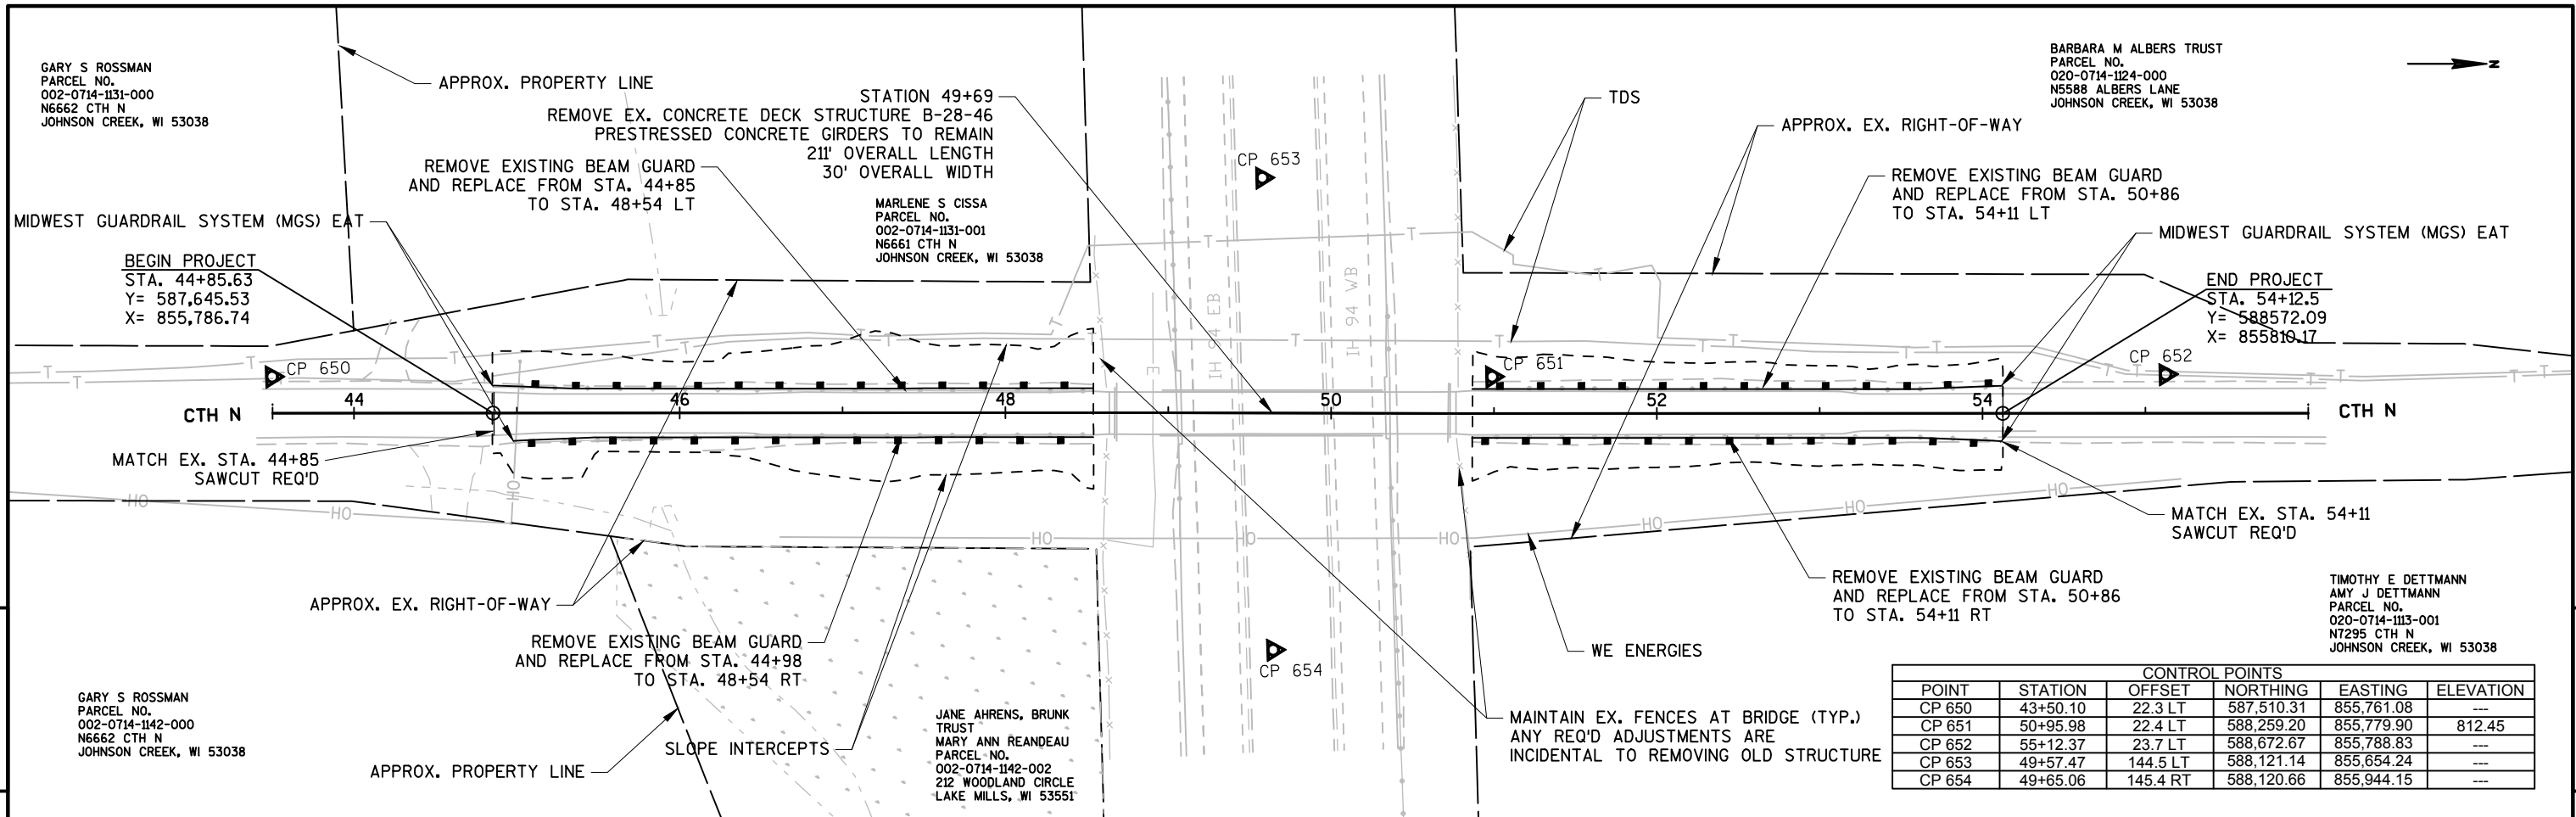 GARY S ROSSMAN
PARCEL NO.
002-0714-1131-000
N6662 CTH N
JOHNSON CREEK, WI 53038
APPROX. PROPERTY LINE
STATION 49+69
REMOVE EX. CONCRETE DECK STRUCTURE B-28-46
PRESTRESSED CONCRETE GIRDERS TO REMAIN
211' OVERALL LENGTH
30' OVERALL WIDTH
REMOVE EXISTING BEAM GUARD
AND REPLACE FROM STA. 44+85
TO STA. 48+54 LT
MARLENE S CISSA
PARCEL NO.
002-0714-1131-001
N6661 CTH N
JOHNSON CREEK, WI 53038
MIDWEST GUARDRAIL SYSTEM (MGS) EAT
BEGIN PROJECT
STA. 44+85.63
Y= 587,645.53
X= 855,786.74
CP 653
TDS
APPROX. EX. RIGHT-OF-WAY
BARBARA M ALBERS TRUST
PARCEL NO.
020-0714-1124-000
N5588 ALBERS LANE
JOHNSON CREEK, WI 53038
N
REMOVE EXISTING BEAM GUARD
AND REPLACE FROM STA. 50+86
TO STA. 54+11 LT
MIDWEST GUARDRAIL SYSTEM (MGS) EAT
END PROJECT
STA. 54+12.5
Y= 588572.09
X= 855810.17
IH 94 EB
IH 94 WB
CP 650
CP 651
CP 652
CTH N
44
46
48
50
52
54
CTH N
MATCH EX. STA. 44+85
SAWCUT REQ'D
HO
HO
HO
HO
HO
HO
HO
HO
HO
MATCH EX. STA. 54+11
SAWCUT REQ'D
APPROX. EX. RIGHT-OF-WAY
REMOVE EXISTING BEAM GUARD
AND REPLACE FROM STA. 44+98
TO STA. 48+54 RT
SLOPE INTERCEPTS
APPROX. PROPERTY LINE
GARY S ROSSMAN
PARCEL NO.
002-0714-1142-000
N6662 CTH N
JOHNSON CREEK, WI 53038
JANE AHRENS, BRUNK
TRUST
MARY ANN REANDEAU
PARCEL NO.
002-0714-1142-002
212 WOODLAND CIRCLE
LAKE MILLS, WI 53551
CP 654
WE ENERGIES
MAINTAIN EX. FENCES AT BRIDGE (TYP.)
ANY REQ'D ADJUSTMENTS ARE
INCIDENTAL TO REMOVING OLD STRUCTURE
REMOVE EXISTING BEAM GUARD
AND REPLACE FROM STA. 50+86
TO STA. 54+11 RT
TIMOTHY E DETTMANN
AMY J DETTMANN
PARCEL NO.
020-0714-1113-001
N7295 CTH N
JOHNSON CREEK, WI 53038
CONTROL POINTS
POINT STATION OFFSET NORTHING EASTING ELEVATION
CP 650 43+50.10 22.3 LT 587,510.31 855,761.08 ---
CP 651 50+95.98 22.4 LT 588,259.20 855,779.90 812.45
CP 652 55+12.37 23.7 LT 588,672.67 855,788.83 ---
CP 653 49+57.47 144.5 LT 588,121.14 855,654.24 ---
CP 654 49+65.06 145.4 RT 588,120.66 855,944.15 ---